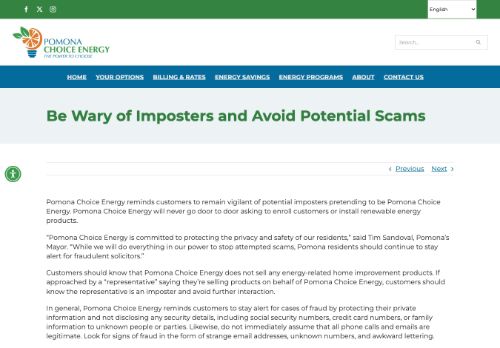 English
POMONA
CHOICE ENERGY
THE POWER TO CHOOSE
Search...
HOME YOUR OPTIONS BILLING & RATES ENERGY SAVINGS ENERGY PROGRAMS ABOUT CONTACT US
Be Wary of Imposters and Avoid Potential Scams
Previous Next
Pomona Choice Energy reminds customers to remain vigilant of potential imposters pretending to be Pomona Choice
Energy. Pomona Choice Energy will never go door to door asking to enroll customers or install renewable energy
products.
“Pomona Choice Energy is committed to protecting the privacy and safety of our residents,” said Tim Sandoval, Pomona’s
Mayor. “While we will do everything in our power to stop attempted scams, Pomona residents should continue to stay
alert for fraudulent solicitors.”
Customers should know that Pomona Choice Energy does not sell any energy-related home improvement products. If
approached by a “representative” saying they’re selling products on behalf of Pomona Choice Energy, customers should
know the representative is an imposter and avoid further interaction.
In general, Pomona Choice Energy reminds customers to stay alert for cases of fraud by protecting their private
information and not disclosing any security details, including social security numbers, credit card numbers, or family
information to unknown people or parties. Likewise, do not immediately assume that all phone calls and emails are
legitimate. Look for signs of fraud in the form of strange email addresses, unknown numbers, and awkward lettering.